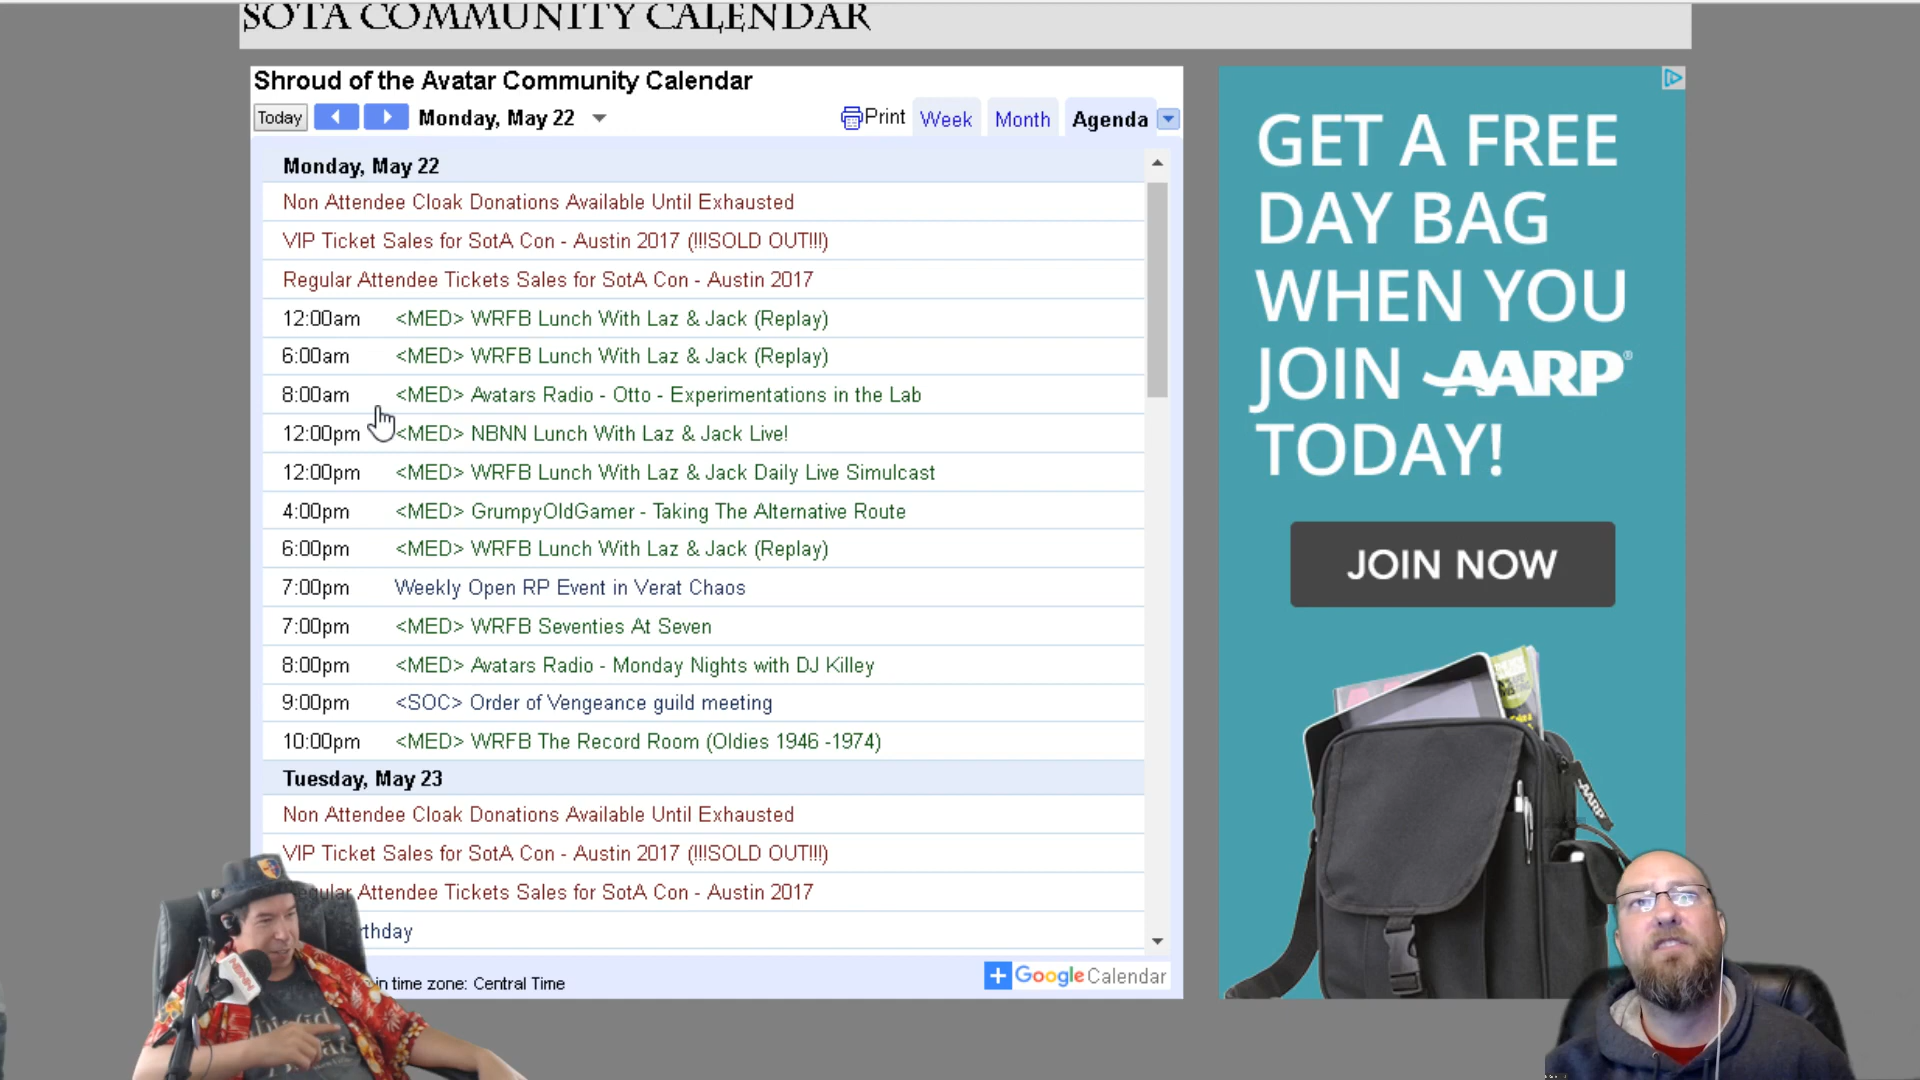 SOTA COMMUNITY CALENDAR
Shroud of the Avatar Community Calendar
Today Monday, May 22 Print Week Month Agenda
Monday, May 22
Non Attendee Cloak Donations Available Until Exhausted
VIP Ticket Sales for SotA Con - Austin 2017 (!!!SOLD OUT!!!)
Regular Attendee Tickets Sales for SotA Con - Austin 2017
12:00am <MED> WRFB Lunch With Laz & Jack (Replay)
6:00am <MED> WRFB Lunch With Laz & Jack (Replay)
8:00am <MED> Avatars Radio - Otto - Experimentations in the Lab
12:00pm <MED> NBNN Lunch With Laz & Jack Live!
12:00pm <MED> WRFB Lunch With Laz & Jack Daily Live Simulcast
4:00pm <MED> GrumpyOldGamer - Taking The Alternative Route
6:00pm <MED> WRFB Lunch With Laz & Jack (Replay)
7:00pm Weekly Open RP Event in Verat Chaos
7:00pm <MED> WRFB Seventies At Seven
8:00pm <MED> Avatars Radio - Monday Nights with DJ Killey
9:00pm <SOC> Order of Vengeance guild meeting
10:00pm <MED> WRFB The Record Room (Oldies 1946 -1974)
Tuesday, May 23
Non Attendee Cloak Donations Available Until Exhausted
VIP Ticket Sales for SotA Con - Austin 2017 (!!!SOLD OUT!!!)
gular Attendee Tickets Sales for SotA Con - Austin 2017
rthday
in time zone: Central Time
+ Google Calendar
GET A FREE
DAY BAG
WHEN YOU
JOIN AARP®
TODAY!
JOIN NOW
AARP